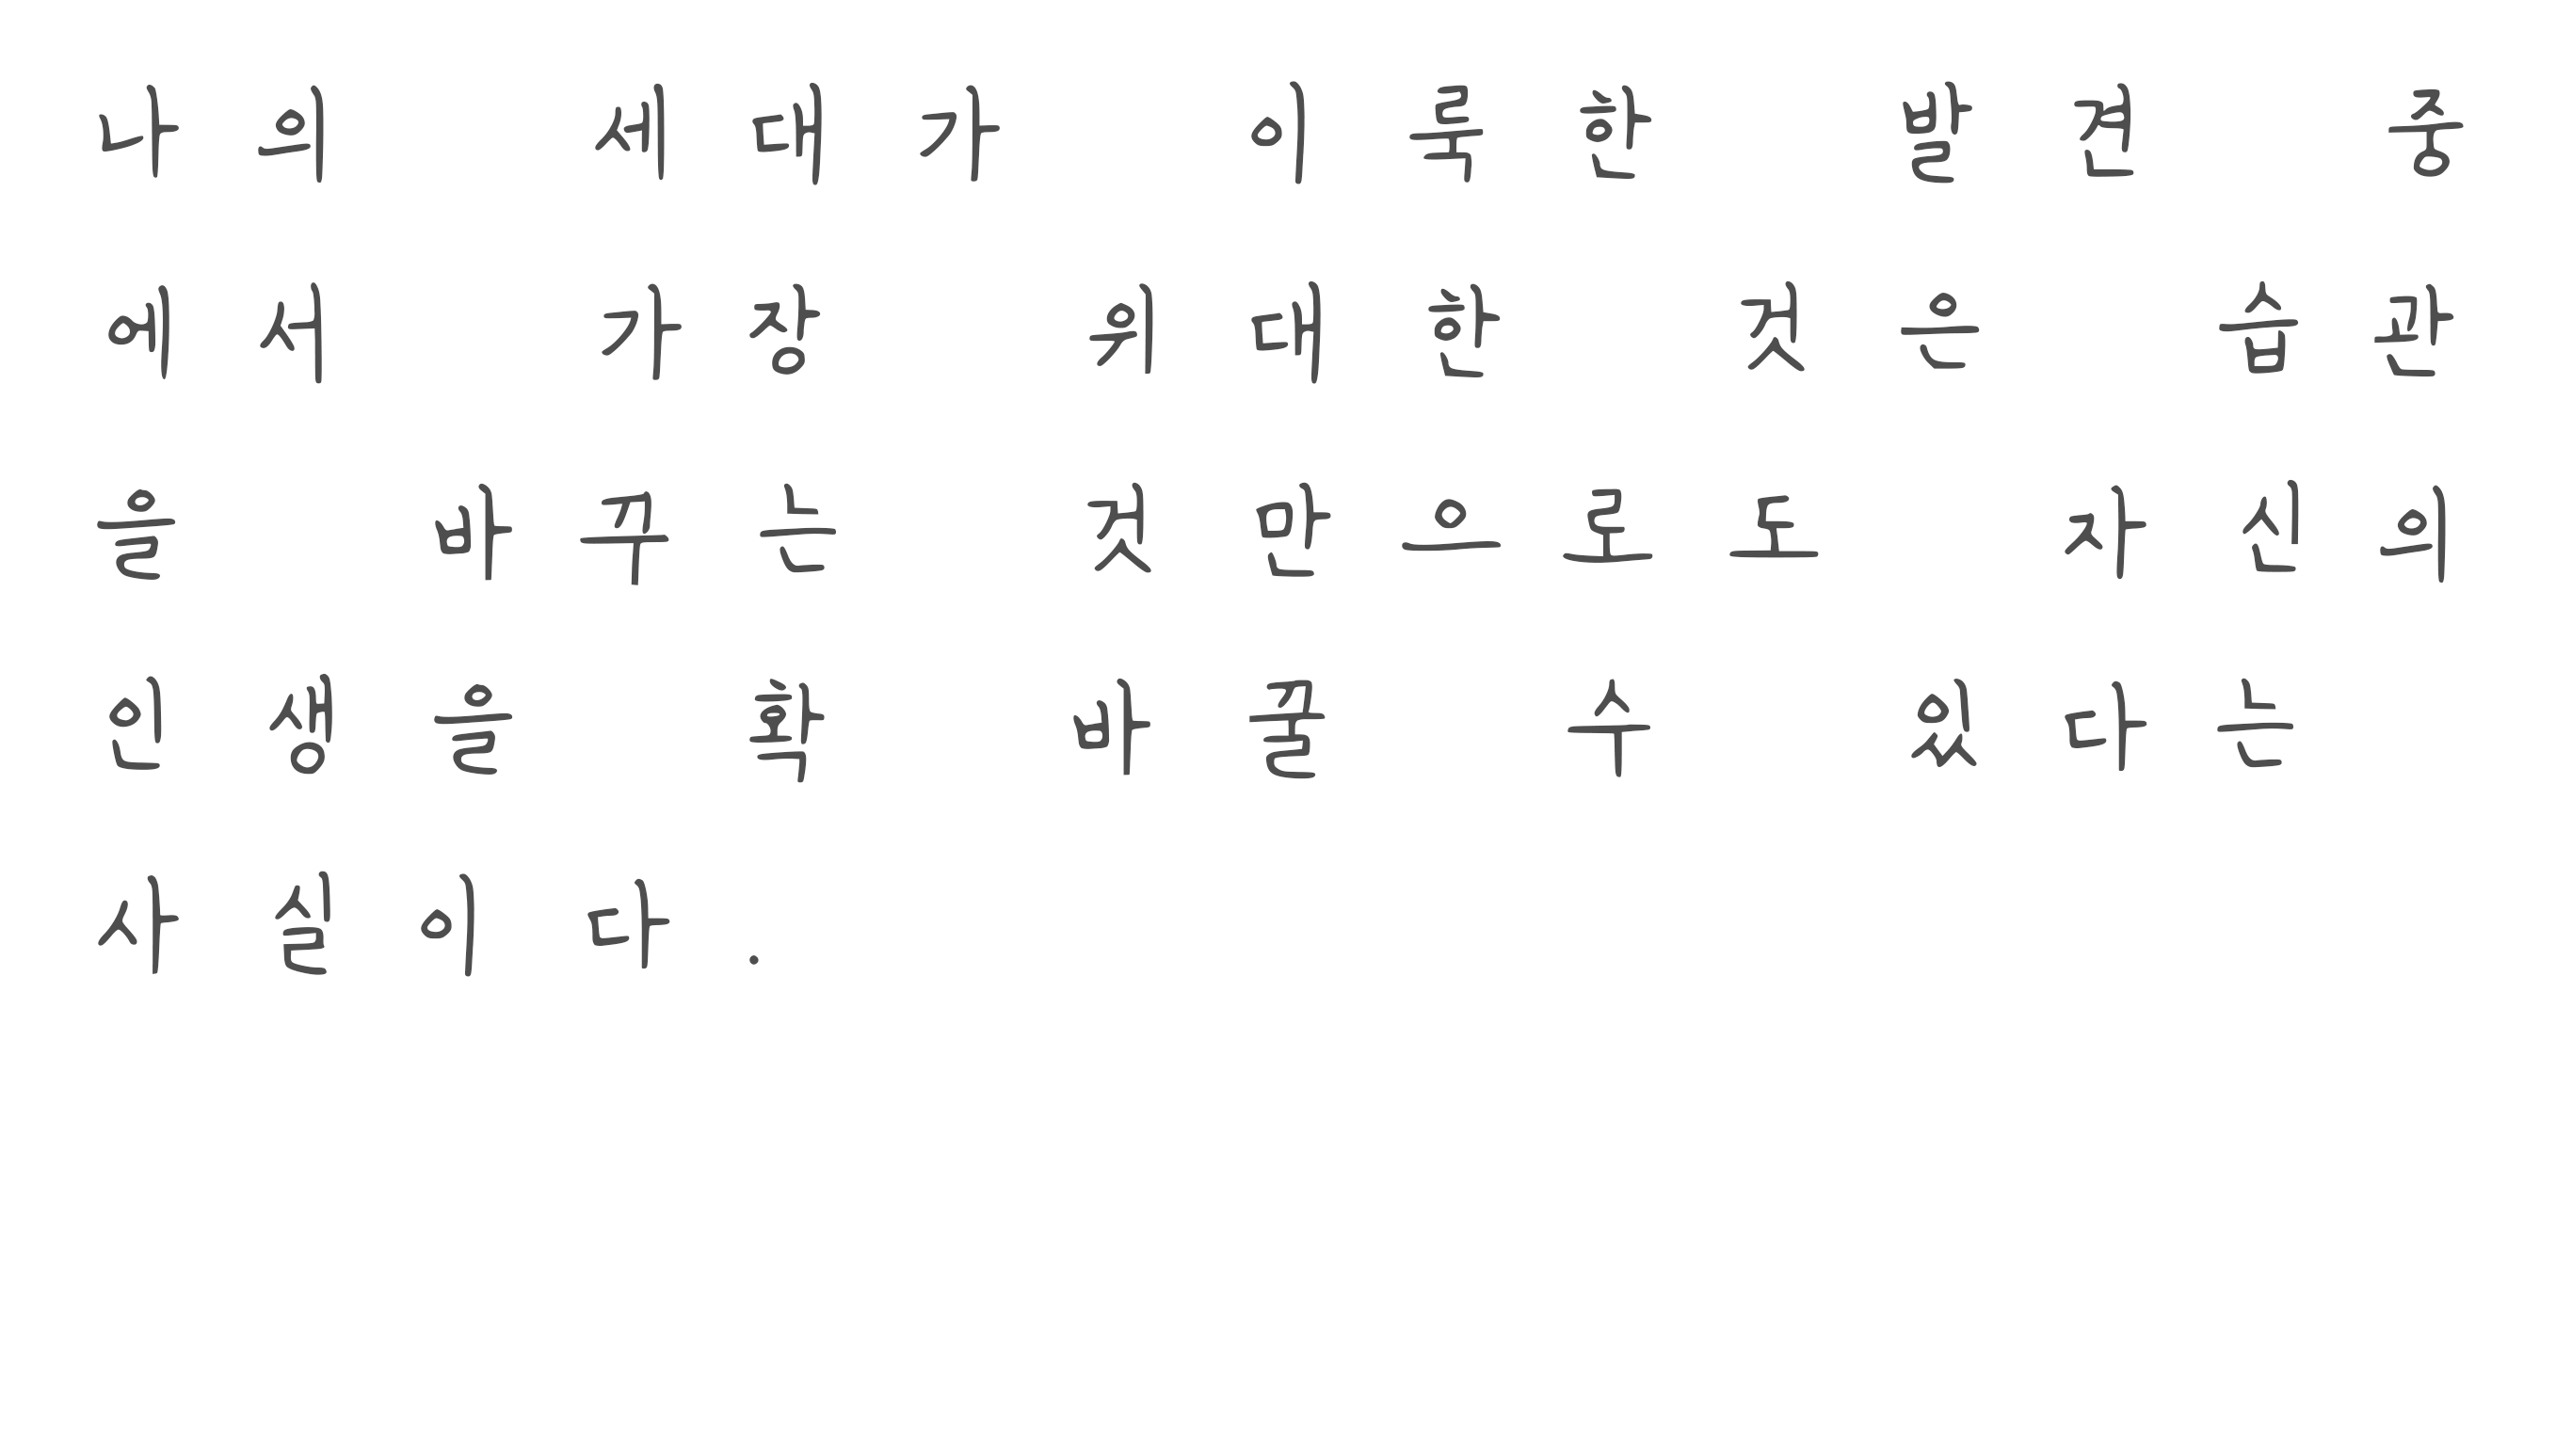 나의 세대가 이룩한 발견 중
에서 가장 위대한 것은 습관
을 바꾸는 것만으로도 자신의
인생을 확 바꿀 수 있다는
사실이다.